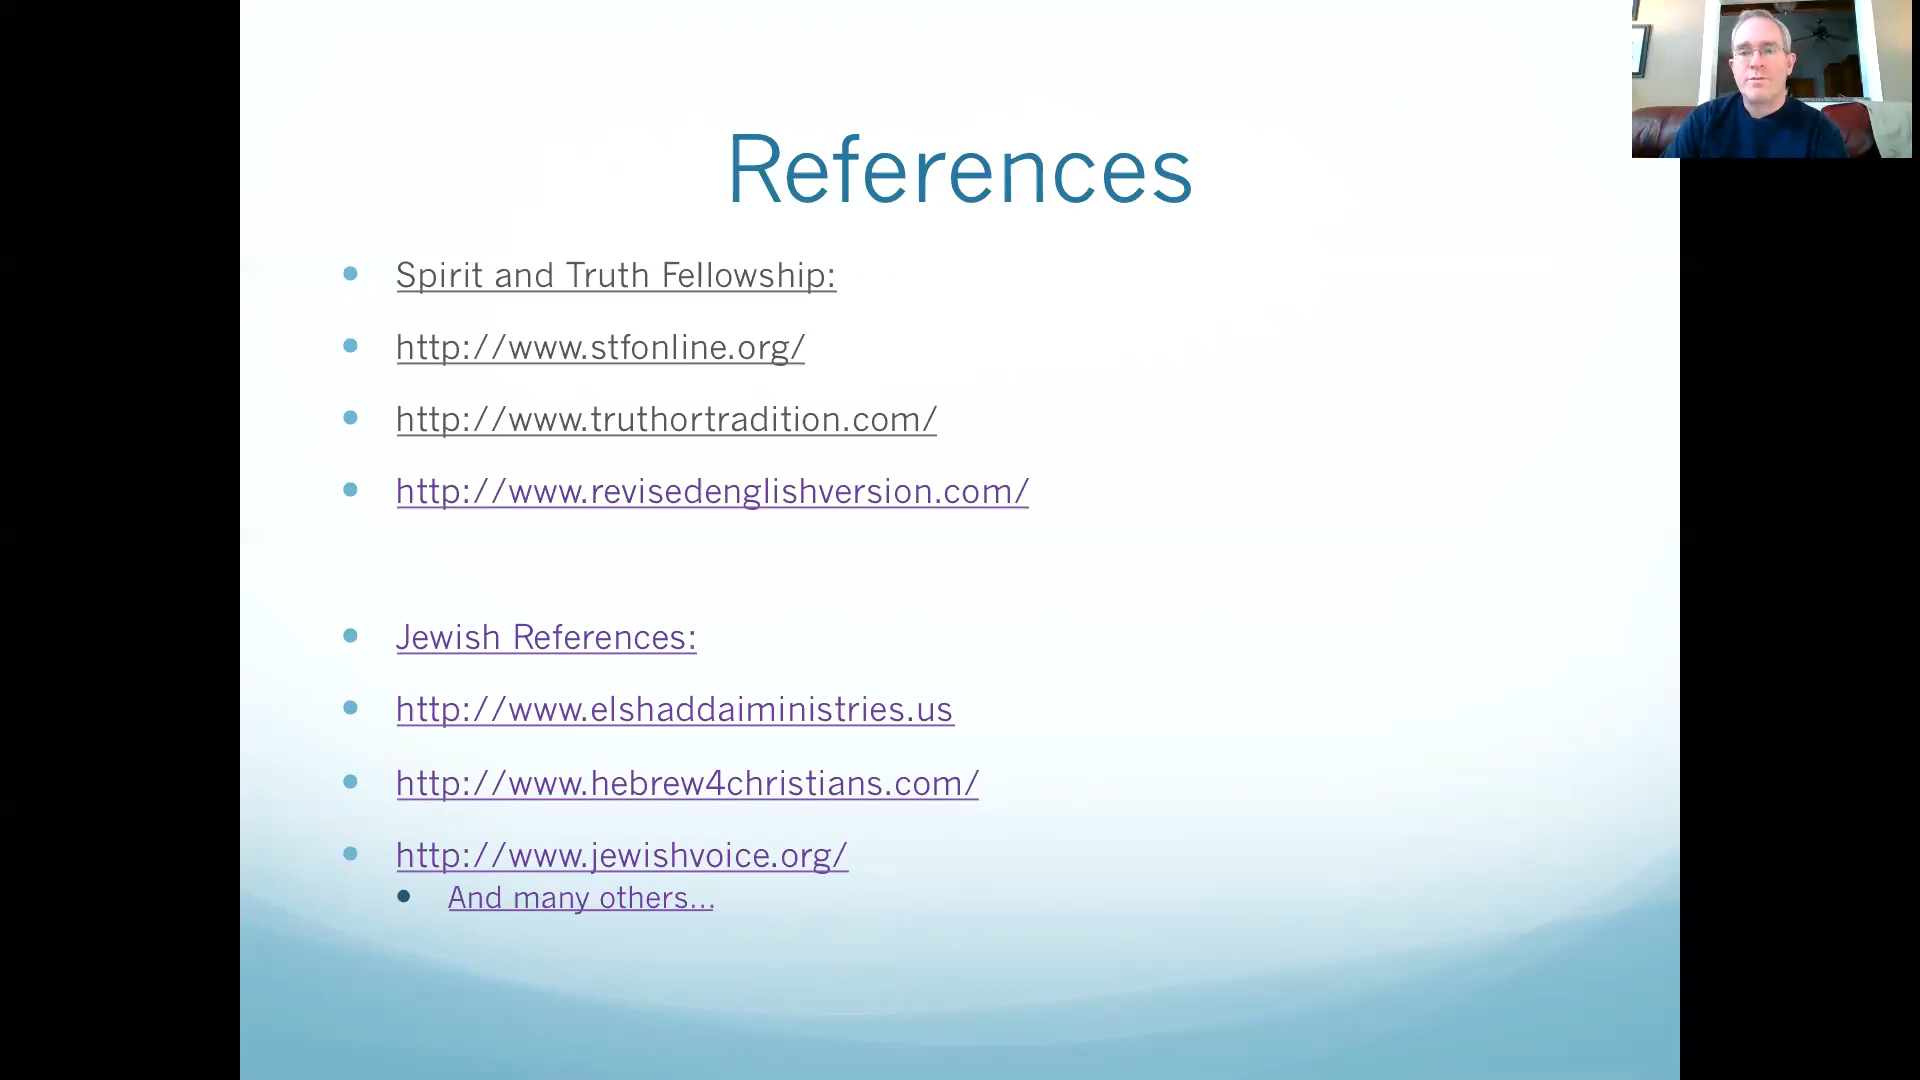 References
Spirit and Truth Fellowship:
http://www.stfonline.org/
http://www.truthortradition.com/
http://www.revisedenglishversion.com/
Jewish References:
http://www.elshaddaiministries.us
http://www.hebrew4christians.com/
http://www.jewishvoice.org/
And many others...